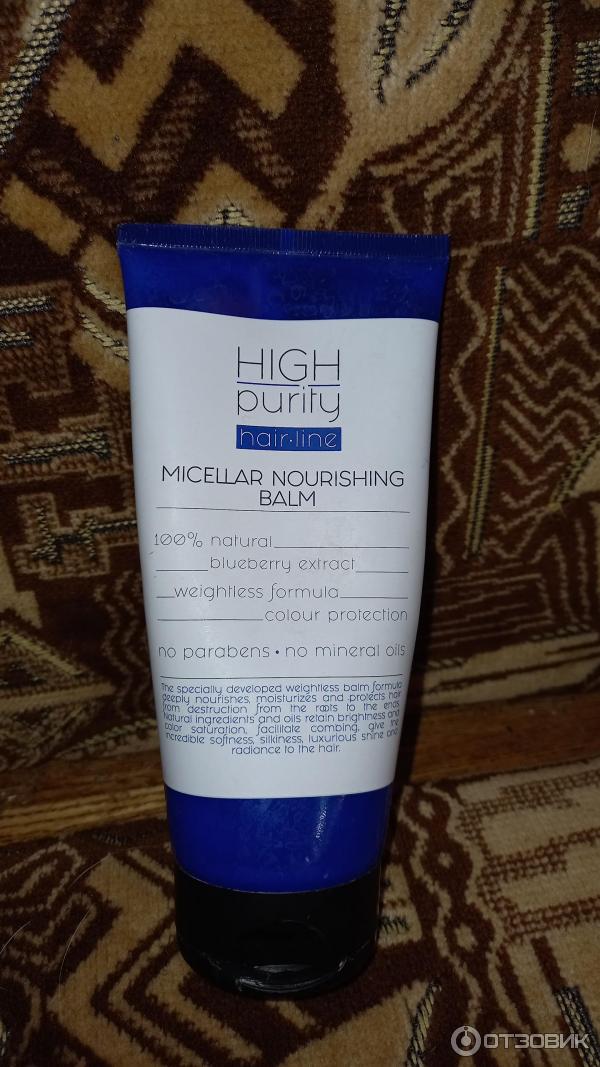 HIGH
purity
hair·line
MICELLAR NOURISHING
BALM
100% natural
blueberry extract
weightless formula
colour protection
no parabens • no mineral oils
The specially developed weightless balm formula
deeply nourishes, moisturizes and protects hair
from destruction from the roots to the ends.
Natural ingredients and oils retain brightness and
color saturation, facilitate combing, give the
incredible softness, silkiness, luxurious shine and
radiance to the hair.
ОТЗОВИК